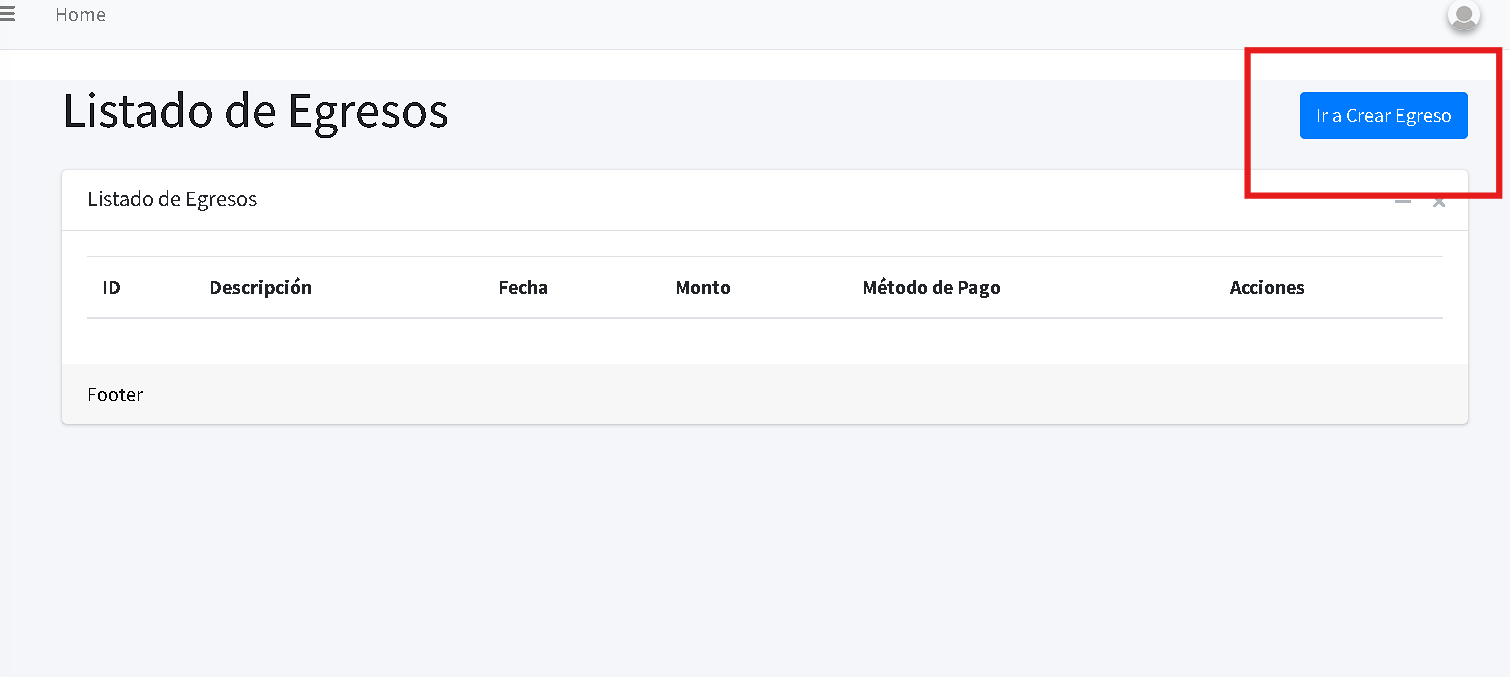 Home
Listado de Egresos
Ir a Crear Egreso
Listado de Egresos
ID Descripción Fecha Monto Método de Pago Acciones
Footer